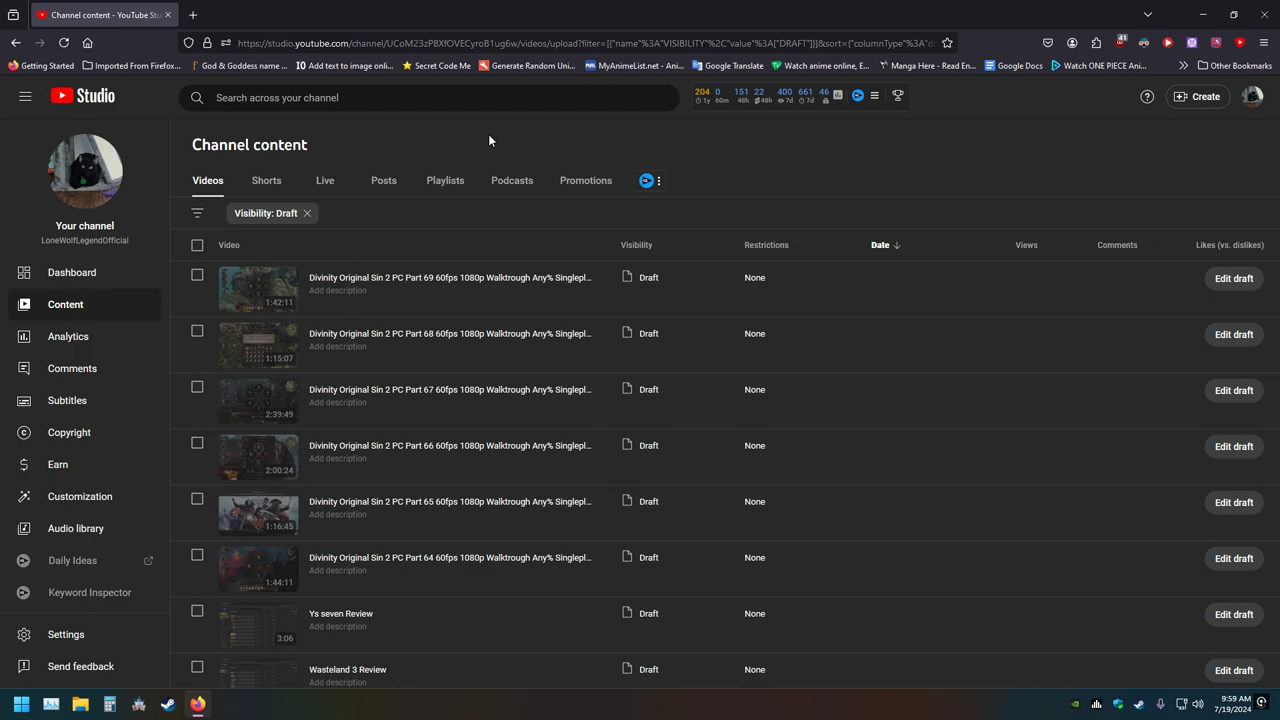 Channel content - YouTube Stu
https://studio.youtube.com/channel/UCoM23zPBXfOVECyroB1ug6w/videos/upload?filter=[{"name"%3A"VISIBILITY"%2C"value"%3A["DRAFT"]}]&sort={"columnType"%3A"d
Getting Started
Imported From Firefox...
God & Goddess name ...
Add text to image onli...
Secret Code Me
Generate Random Uni...
MyAnimeList.net - Ani...
Google Translate
Watch anime online, E...
Manga Here - Read En...
Google Docs
Watch ONE PIECE Ani...
Other Bookmarks
Studio
Search across your channel
204 0 151 22 400 661 46
1y 60m 48h 48h 7d 7d
Create
Your channel
LoneWolfLegendOfficial
Dashboard
Content
Analytics
Comments
Subtitles
Copyright
Earn
Customization
Audio library
Daily Ideas
Keyword Inspector
Settings
Send feedback
Channel content
Videos Shorts Live Posts Playlists Podcasts Promotions
Visibility: Draft
Video Visibility Restrictions Date Views Comments Likes (vs. dislikes)
1:42:11
Divinity Original Sin 2 PC Part 69 60fps 1080p Walktrough Any% Singlepl...
Add description
Draft None Edit draft
1:15:07
Divinity Original Sin 2 PC Part 68 60fps 1080p Walktrough Any% Singlepl...
Add description
Draft None Edit draft
2:39:49
Divinity Original Sin 2 PC Part 67 60fps 1080p Walktrough Any% Singlepl...
Add description
Draft None Edit draft
2:00:24
Divinity Original Sin 2 PC Part 66 60fps 1080p Walktrough Any% Singlepl...
Add description
Draft None Edit draft
1:16:45
Divinity Original Sin 2 PC Part 65 60fps 1080p Walktrough Any% Singlepl...
Add description
Draft None Edit draft
1:44:11
Divinity Original Sin 2 PC Part 64 60fps 1080p Walktrough Any% Singlepl...
Add description
Draft None Edit draft
3:06
Ys seven Review
Add description
Draft None Edit draft
Wasteland 3 Review
Add description
Draft None Edit draft
9:59 AM
7/19/2024